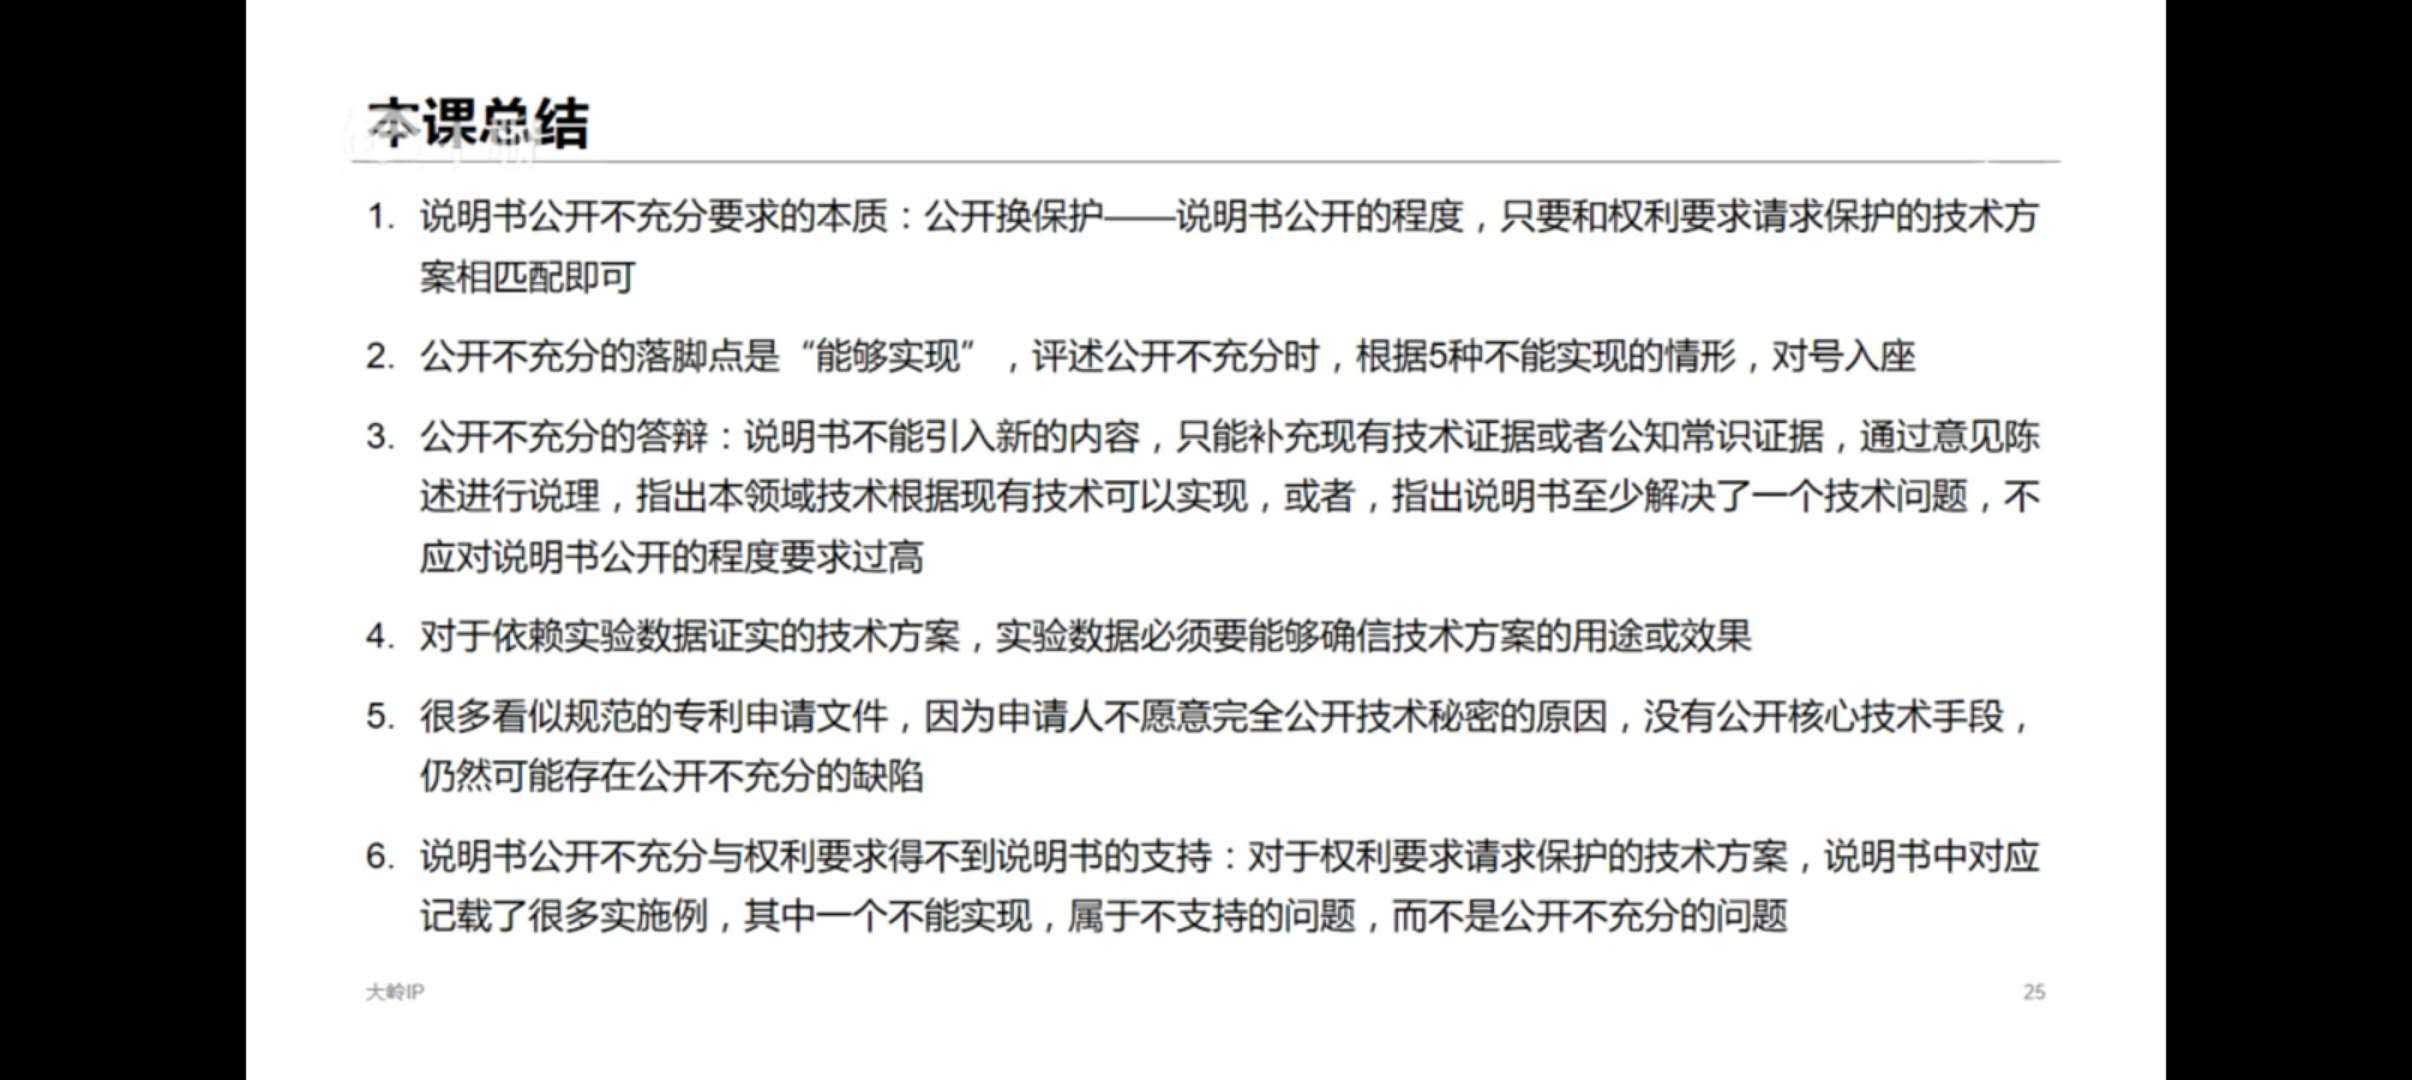 本课总结
1. 说明书公开不充分要求的本质：公开换保护——说明书公开的程度，只要和权利要求请求保护的技术方
案相匹配即可
2. 公开不充分的落脚点是“能够实现”，评述公开不充分时，根据5种不能实现的情形，对号入座
3. 公开不充分的答辩：说明书不能引入新的内容，只能补充现有技术证据或者公知常识证据，通过意见陈
述进行说理，指出本领域技术根据现有技术可以实现，或者，指出说明书至少解决了一个技术问题，不
应对说明书公开的程度要求过高
4. 对于依赖实验数据证实的技术方案，实验数据必须要能够确信技术方案的用途或效果
5. 很多看似规范的专利申请文件，因为申请人不愿意完全公开技术秘密的原因，没有公开核心技术手段，
仍然可能存在公开不充分的缺陷
6. 说明书公开不充分与权利要求得不到说明书的支持：对于权利要求请求保护的技术方案，说明书中对应
记载了很多实施例，其中一个不能实现，属于不支持的问题，而不是公开不充分的问题
大岭IP
25